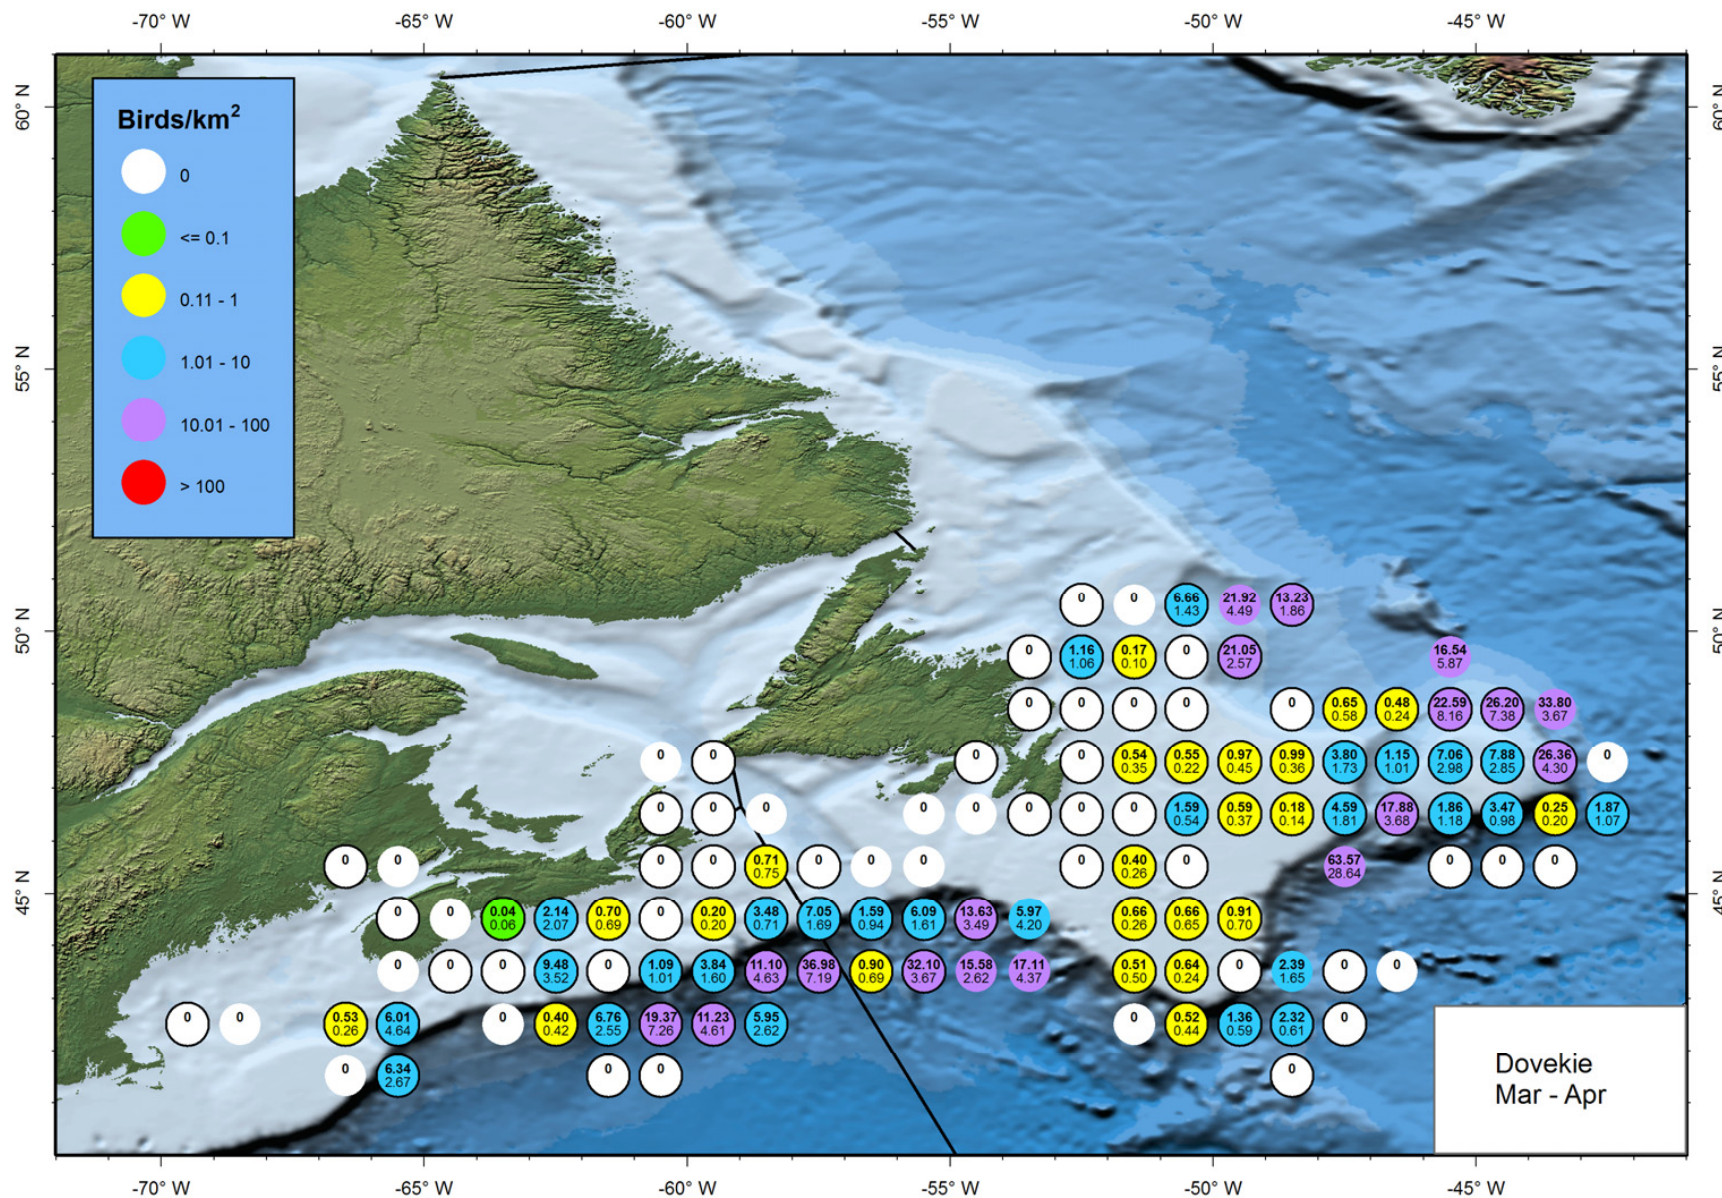 -70° W -65° W -60° W -55° W -50° W -45° W
60° N 60° N
55° N 55° N
50° N 50° N
45° N 45° N
Birds/km²
0
<= 0.1
0.11 - 1
1.01 - 10
10.01 - 100
> 100
0 0 6.66 21.92 13.23
1.43 4.49 1.86
0 1.16 0.17 0 21.05 16.54
1.06 0.10 2.57 5.87
0 0 0 0 0 0.65 0.48 22.59 26.20 33.80
0.58 0.24 8.16 7.38 3.67
0 0 0 0 0.54 0.55 0.97 0.99 3.80 1.15 7.06 7.88 26.36 0
0.35 0.22 0.45 0.36 1.73 1.01 2.98 2.85 4.30
0 0 0 0 0 0 0 0 1.59 0.59 0.18 4.59 17.88 1.86 3.47 0.25 1.87
0.54 0.37 0.14 1.81 3.68 1.18 0.98 0.20 1.07
0 0 0 0 0.71 0 0 0 0 0.40 0 63.57 0 0 0
0.75 0.26 28.64
0 0 0.04 2.14 0.70 0 0.20 3.48 7.05 1.59 6.09 13.63 5.97 0.66 0.66 0.91
0.06 2.07 0.69 0.20 0.71 1.69 0.94 1.61 3.49 4.20 0.26 0.65 0.70
0 0 0 9.48 0 1.09 3.84 11.10 36.98 0.90 32.10 15.58 17.11 0.51 0.64 0 2.39 0 0
3.52 1.01 1.60 4.63 7.19 0.69 3.67 2.62 4.37 0.50 0.24 1.65
0 0 0.53 6.01 0 0.40 6.76 19.37 11.23 5.95 0 0.52 1.36 2.32 0
0.26 4.64 0.42 2.55 7.26 4.61 2.62 0.44 0.59 0.61
0 6.34 0 0 0
2.67
Dovekie
Mar - Apr
-70° W -65° W -60° W -55° W -50° W -45° W